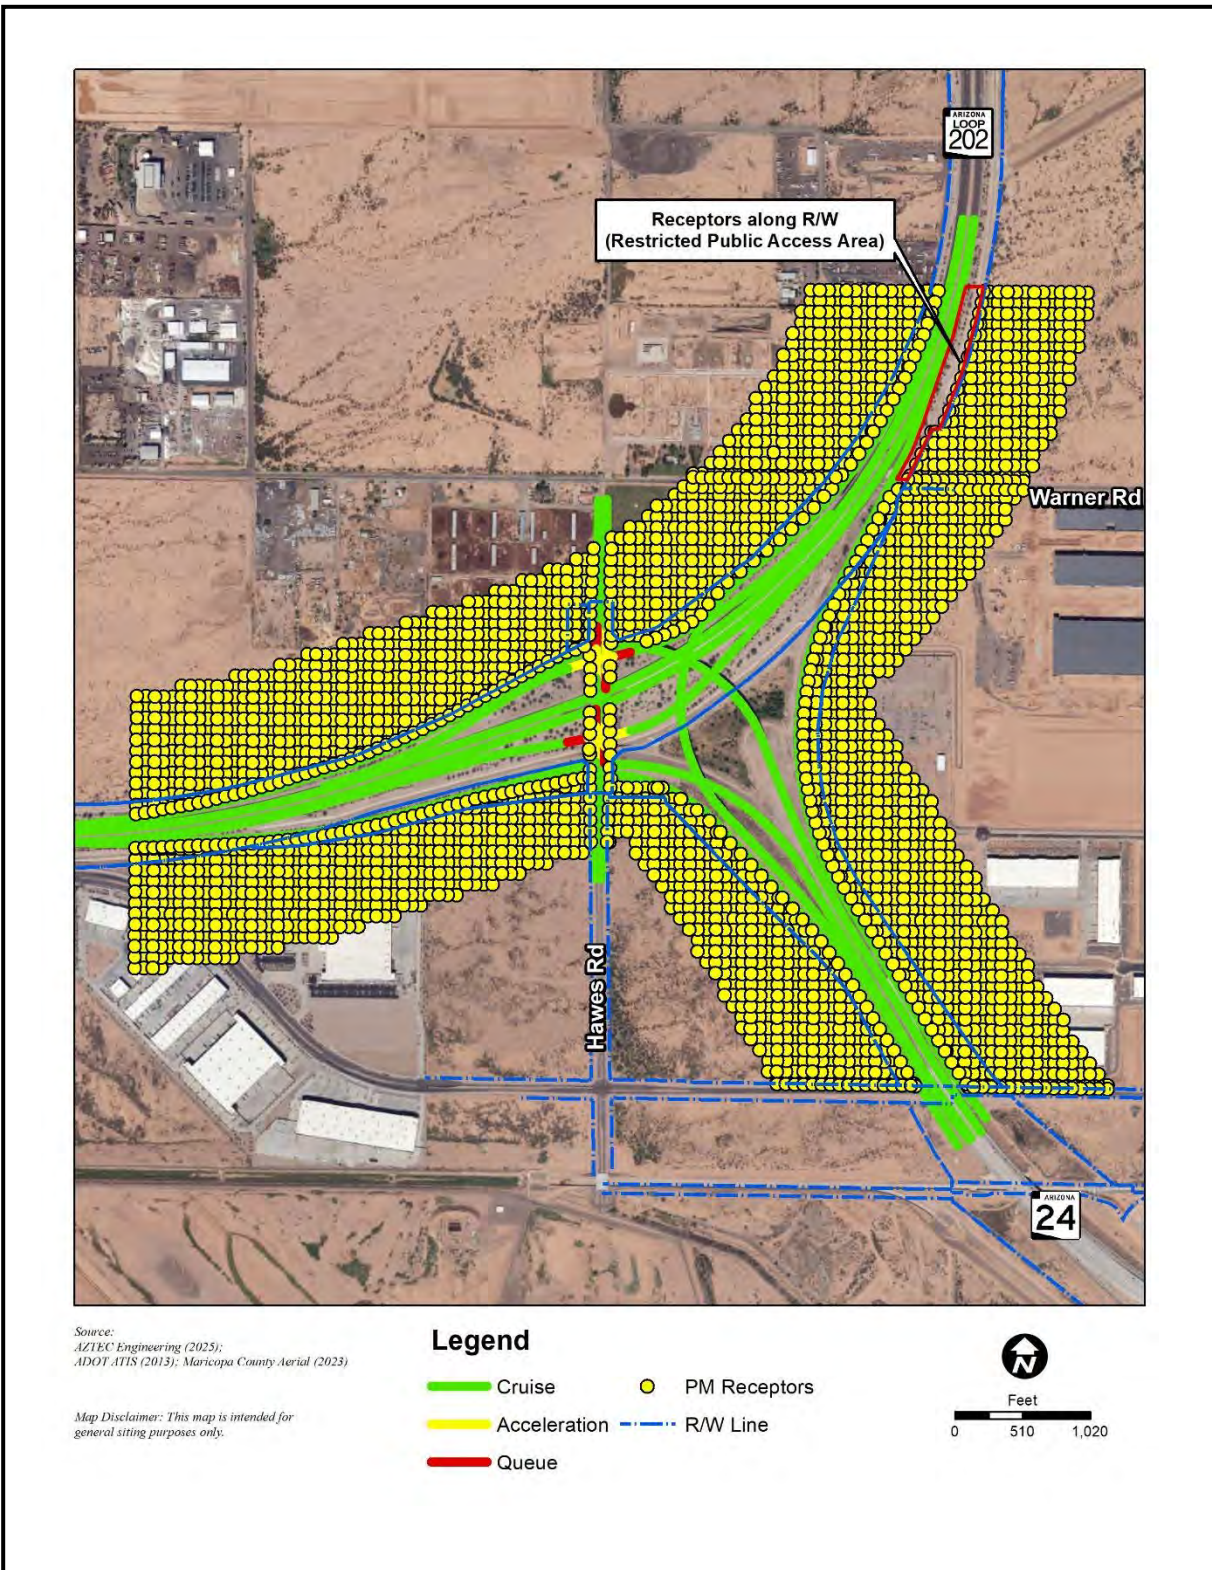 ARIZONA
LOOP
202
Receptors along R/W
(Restricted Public Access Area)
Warner Rd
Hawes Rd
ARIZONA
24
Source:
AZTEC Engineering (2025);
ADOT ATIS (2013); Maricopa County Aerial (2023)
Map Disclaimer: This map is intended for
general siting purposes only.
Legend
Cruise
PM Receptors
Acceleration
R/W Line
Queue
N
Feet
0 510 1,020